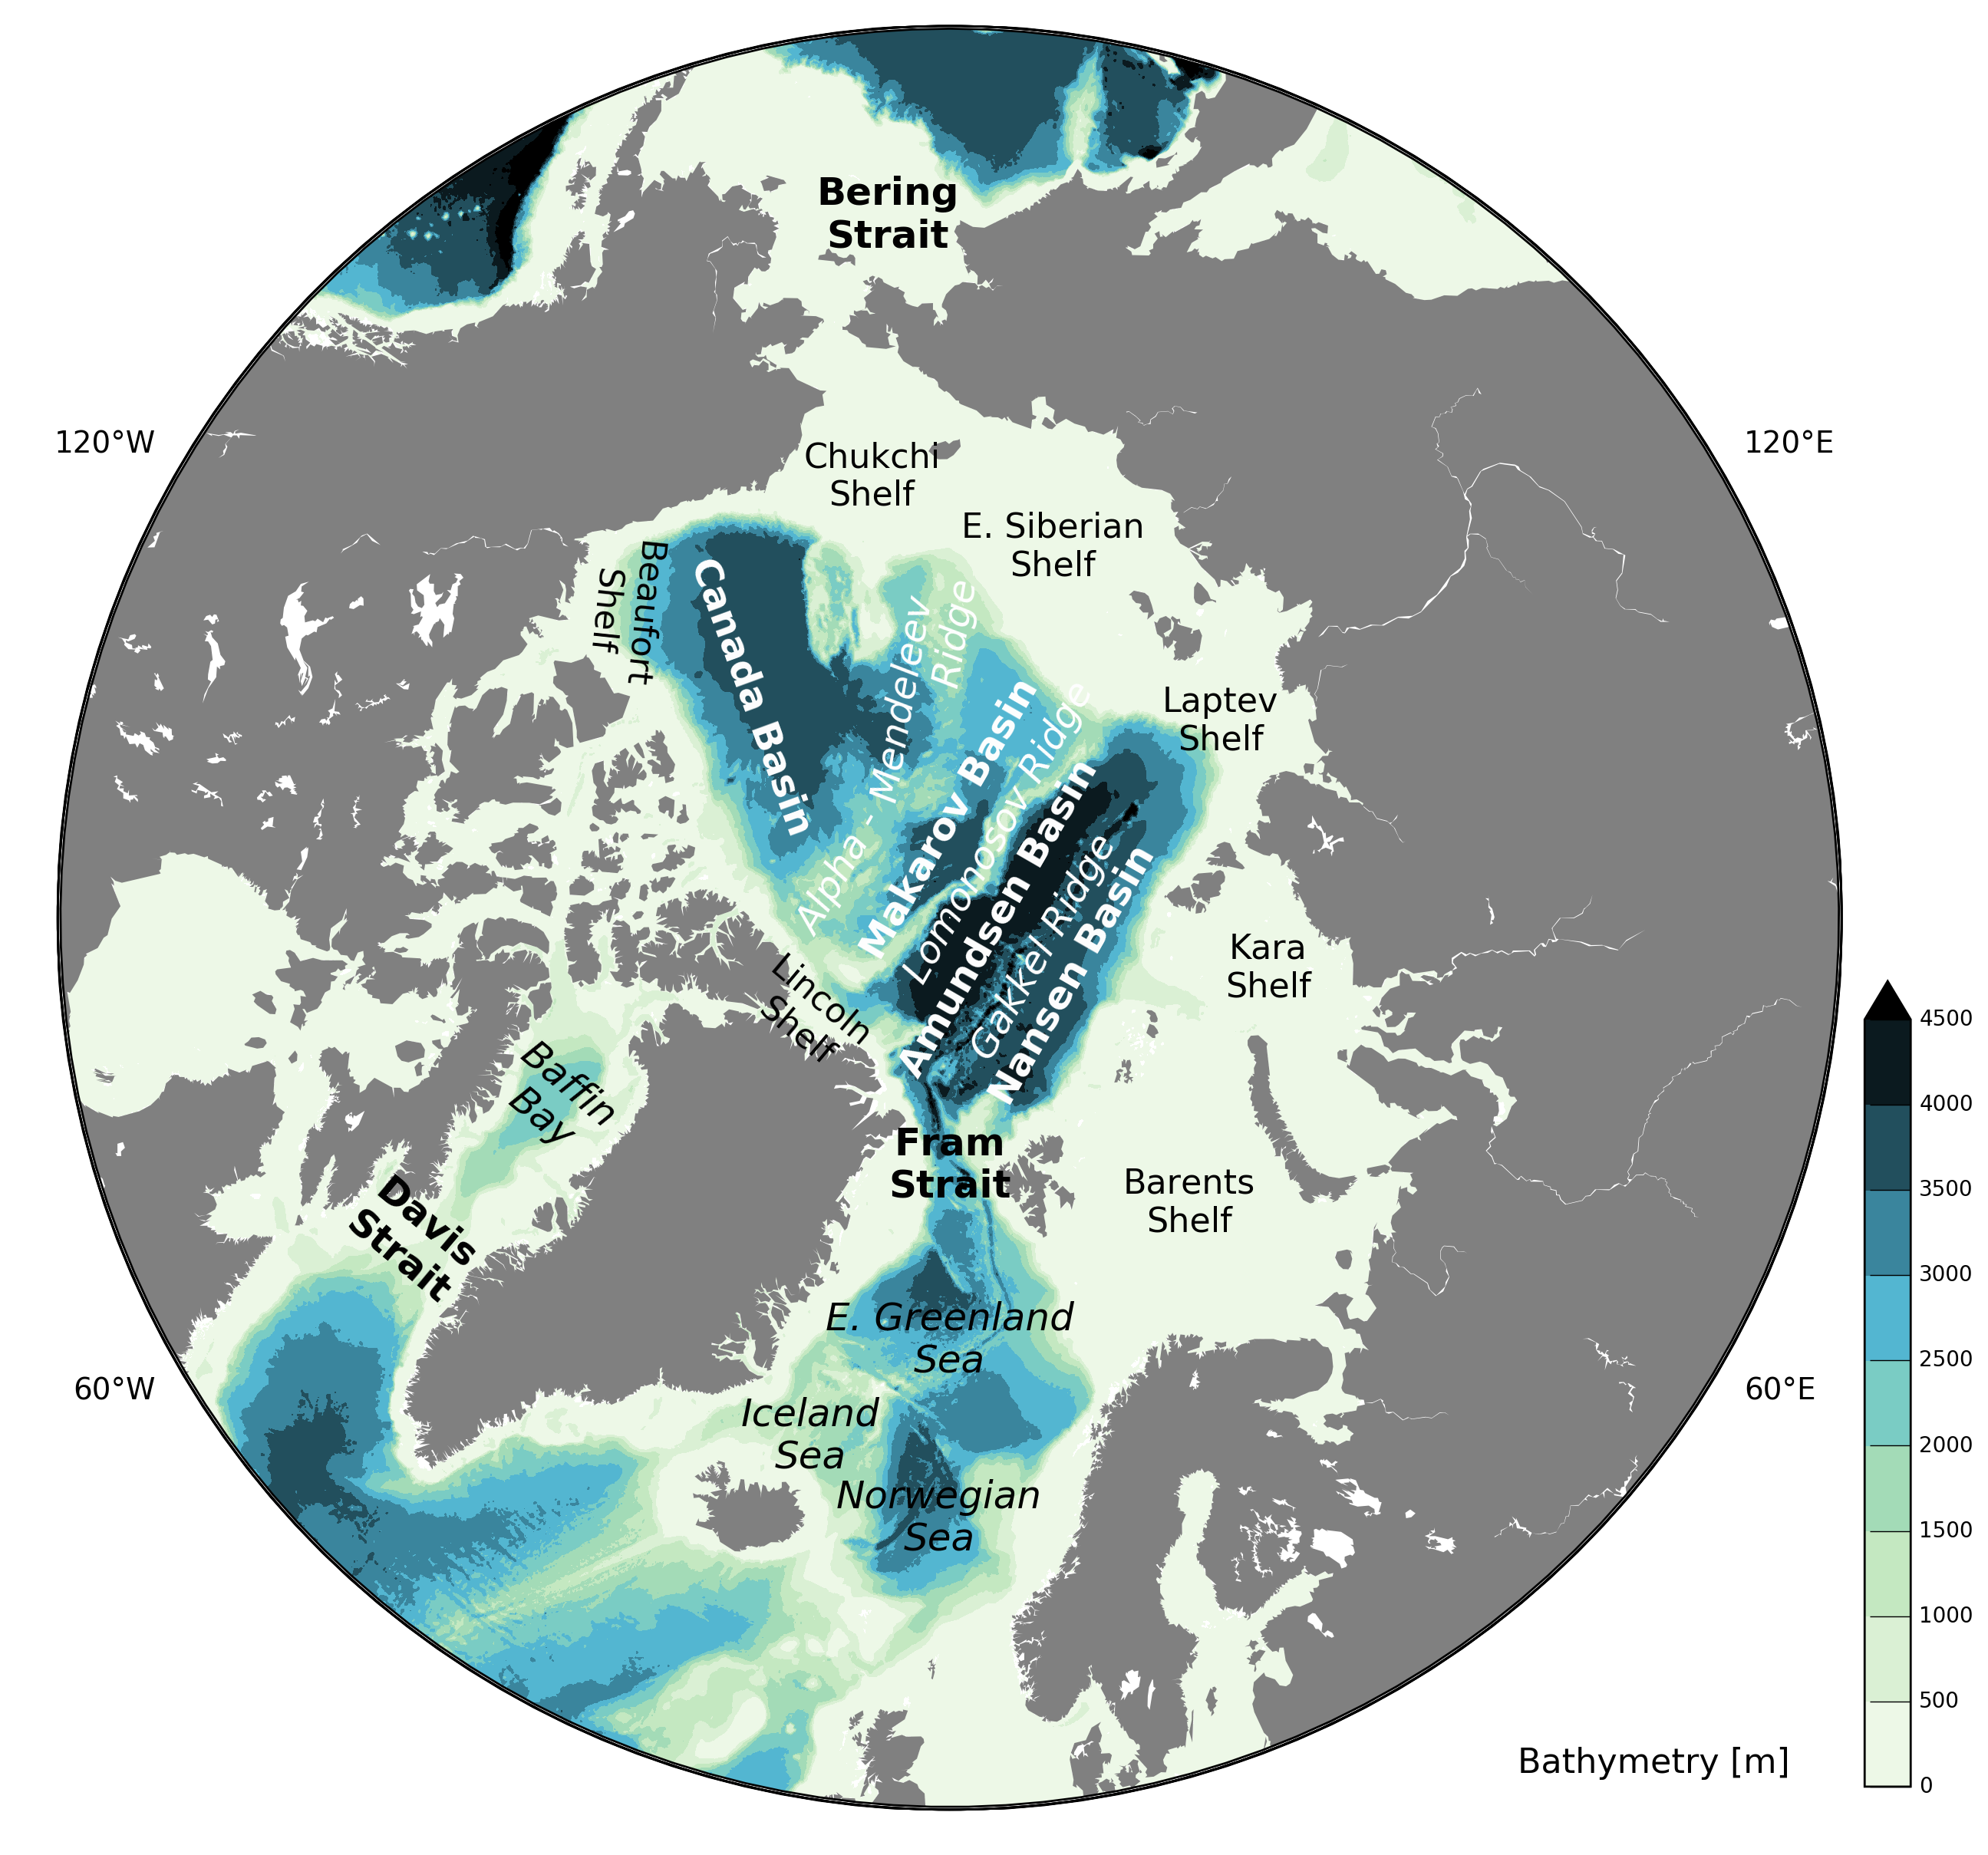 Bering
Strait
120°W
120°E
Chukchi
Shelf
E. Siberian
Shelf
Beaufort
Shelf
Canada Basin
Alpha - Mendeleev
Ridge
Makarov Basin
Lomonosov Ridge
Laptev
Shelf
Amundsen Basin
Gakkel Ridge
Nansen Basin
Kara
Shelf
Lincoln
Shelf
Baffin
Bay
Fram
Strait
Barents
Shelf
Davis
Strait
E. Greenland
Sea
60°W
60°E
Iceland
Sea
Norwegian
Sea
Bathymetry [m]
4500
4000
3500
3000
2500
2000
1500
1000
500
0